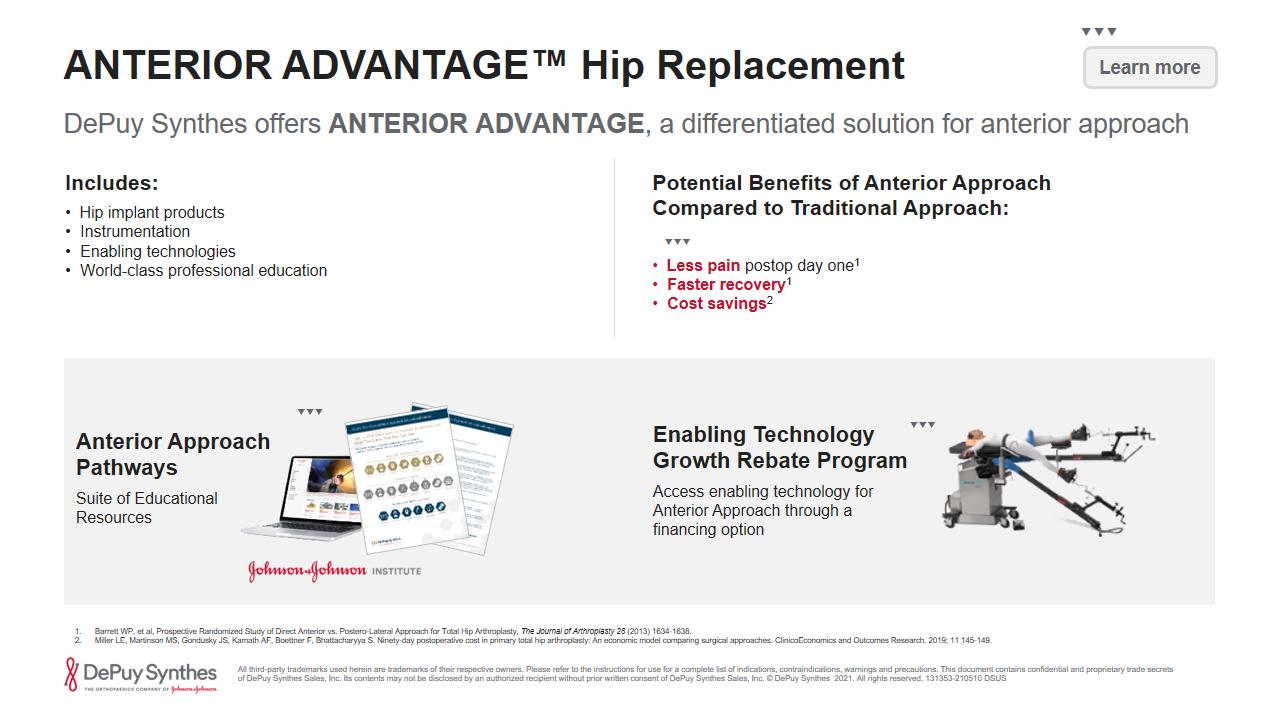 ANTERIOR ADVANTAGE™ Hip Replacement
Learn more
DePuy Synthes offers ANTERIOR ADVANTAGE, a differentiated solution for anterior approach
Includes:
• Hip implant products
• Instrumentation
• Enabling technologies
• World-class professional education
Potential Benefits of Anterior Approach
Compared to Traditional Approach:
• Less pain postop day one1
• Faster recovery1
• Cost savings2
Anterior Approach
Pathways
Suite of Educational
Resources
Johnson & Johnson INSTITUTE
Enabling Technology
Growth Rebate Program
Access enabling technology for
Anterior Approach through a
financing option
1. Barrett WP, et al, Prospective Randomized Study of Direct Anterior vs. Postero-Lateral Approach for Total Hip Arthroplasty, The Journal of Arthroplasty 28 (2013) 1634-1638.
2. Miller LE, Martinson MS, Gondusky JS, Kamath AF, Boettner F, Bhattacharyya S. Ninety-day postoperative cost in primary total hip arthroplasty: An economic model comparing surgical approaches. ClinicoEconomics and Outcomes Research. 2019; 11 145-149.
DePuy Synthes
THE ORTHOPAEDICS COMPANY OF Johnson & Johnson
All third-party trademarks used herein are trademarks of their respective owners. Please refer to the instructions for use for a complete list of indications, contraindications, warnings and precautions. This document contains confidential and proprietary trade secrets
of DePuy Synthes Sales, Inc. Its contents may not be disclosed by an authorized recipient without prior written consent of DePuy Synthes Sales, Inc. © DePuy Synthes 2021. All rights reserved. 131353-210510 DSUS